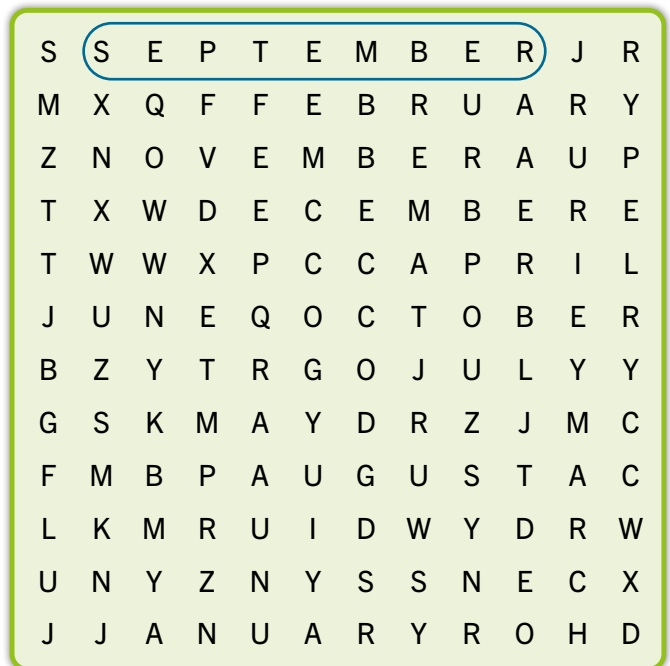 S S E P T E M B E R J R
M X Q F F E B R U A R Y
Z N O V E M B E R A U P
T X W D E C E M B E R E
T W W X P C C A P R I L
J U N E Q O C T O B E R
B Z Y T R G O J U L Y Y
G S K M A Y D R Z J M C
F M B P A U G U S T A C
L K M R U I D W Y D R W
U N Y Z N Y S S N E C X
J J A N U A R Y R O H D